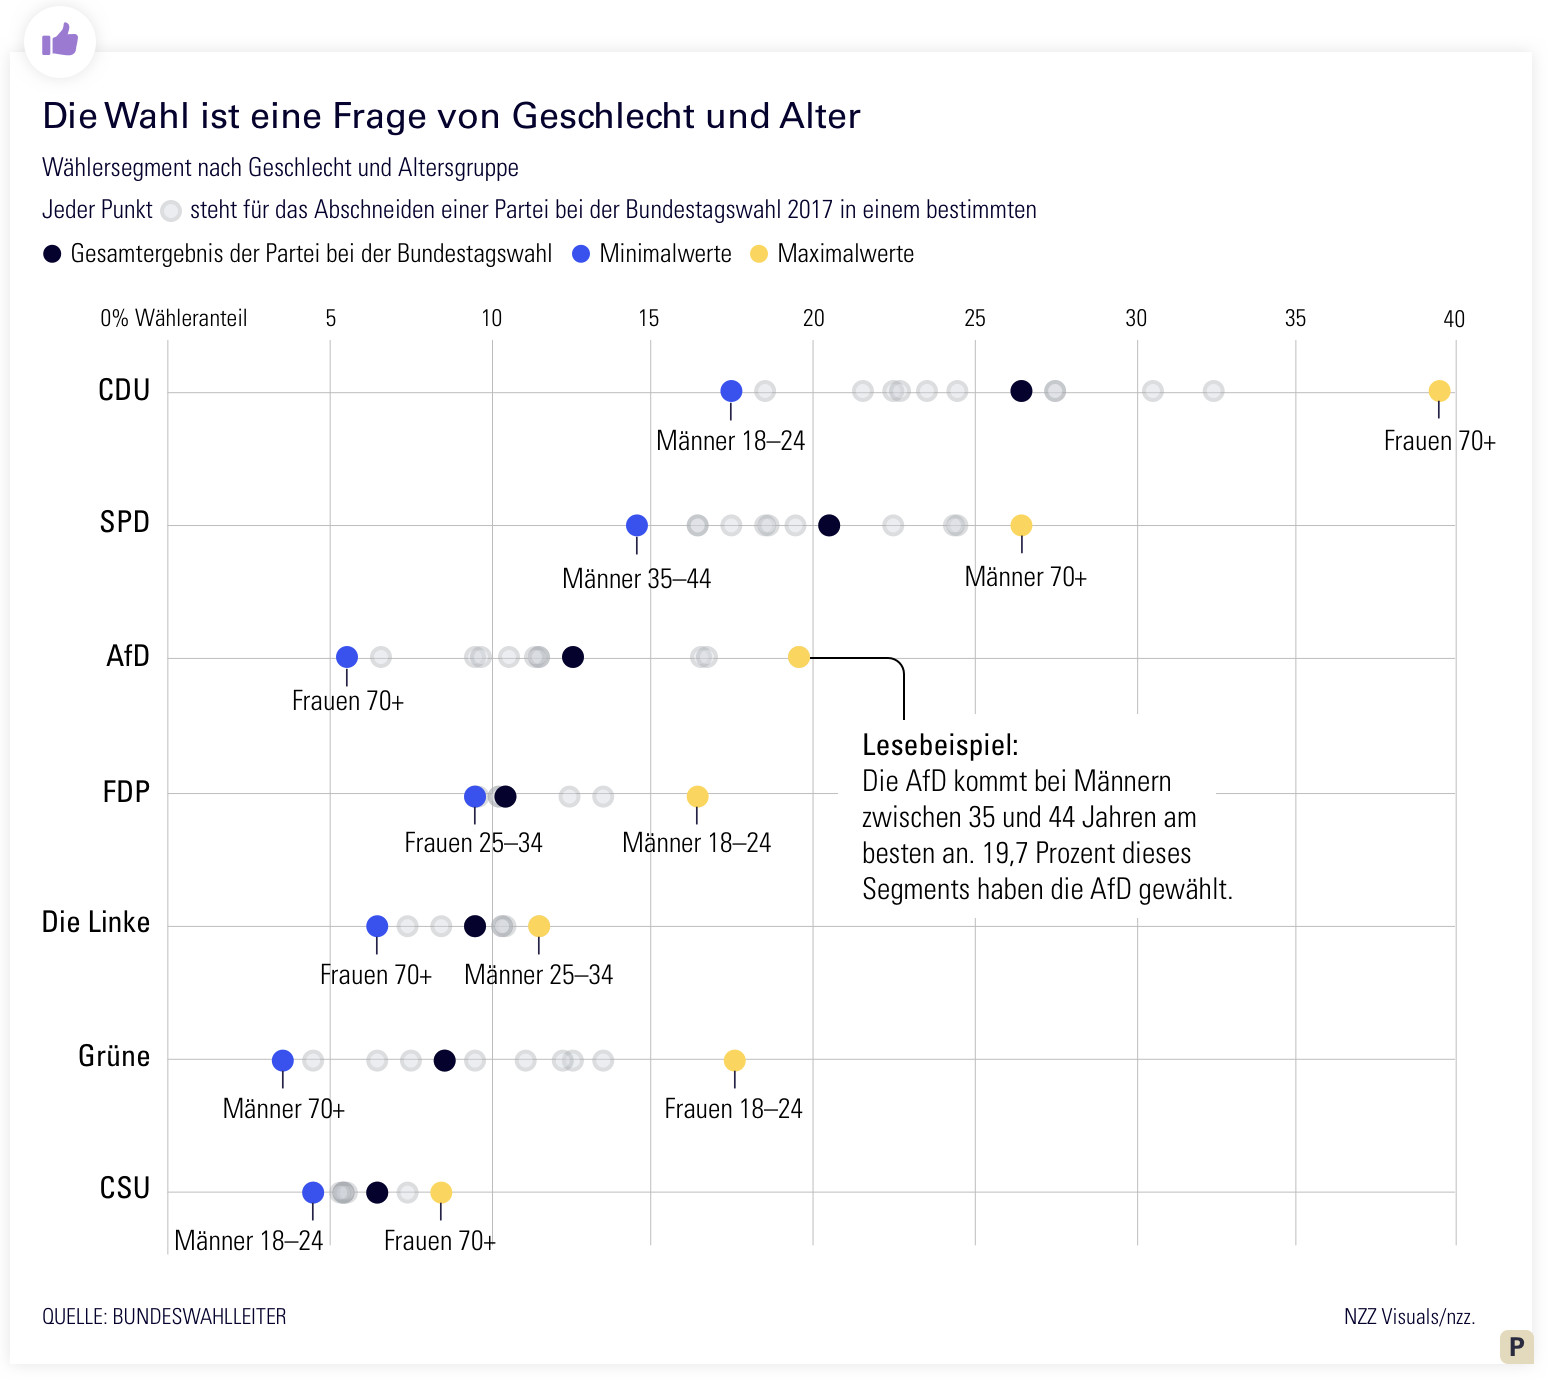 Die Wahl ist eine Frage von Geschlecht und Alter
Wählersegment nach Geschlecht und Altersgruppe
Jeder Punkt steht für das Abschneiden einer Partei bei der Bundestagswahl 2017 in einem bestimmten
Gesamtergebnis der Partei bei der Bundestagswahl Minimalwerte Maximalwerte
0% Wähleranteil 5 10 15 20 25 30 35 40
CDU
Männer 18–24 Frauen 70+
SPD
Männer 35–44 Männer 70+
AfD
Frauen 70+
Lesebeispiel:
Die AfD kommt bei Männern
zwischen 35 und 44 Jahren am
besten an. 19,7 Prozent dieses
Segments haben die AfD gewählt.
FDP
Frauen 25–34 Männer 18–24
Die Linke
Frauen 70+ Männer 25–34
Grüne
Männer 70+ Frauen 18–24
CSU
Männer 18–24 Frauen 70+
QUELLE: BUNDESWAHLLEITER NZZ Visuals/nzz.
P